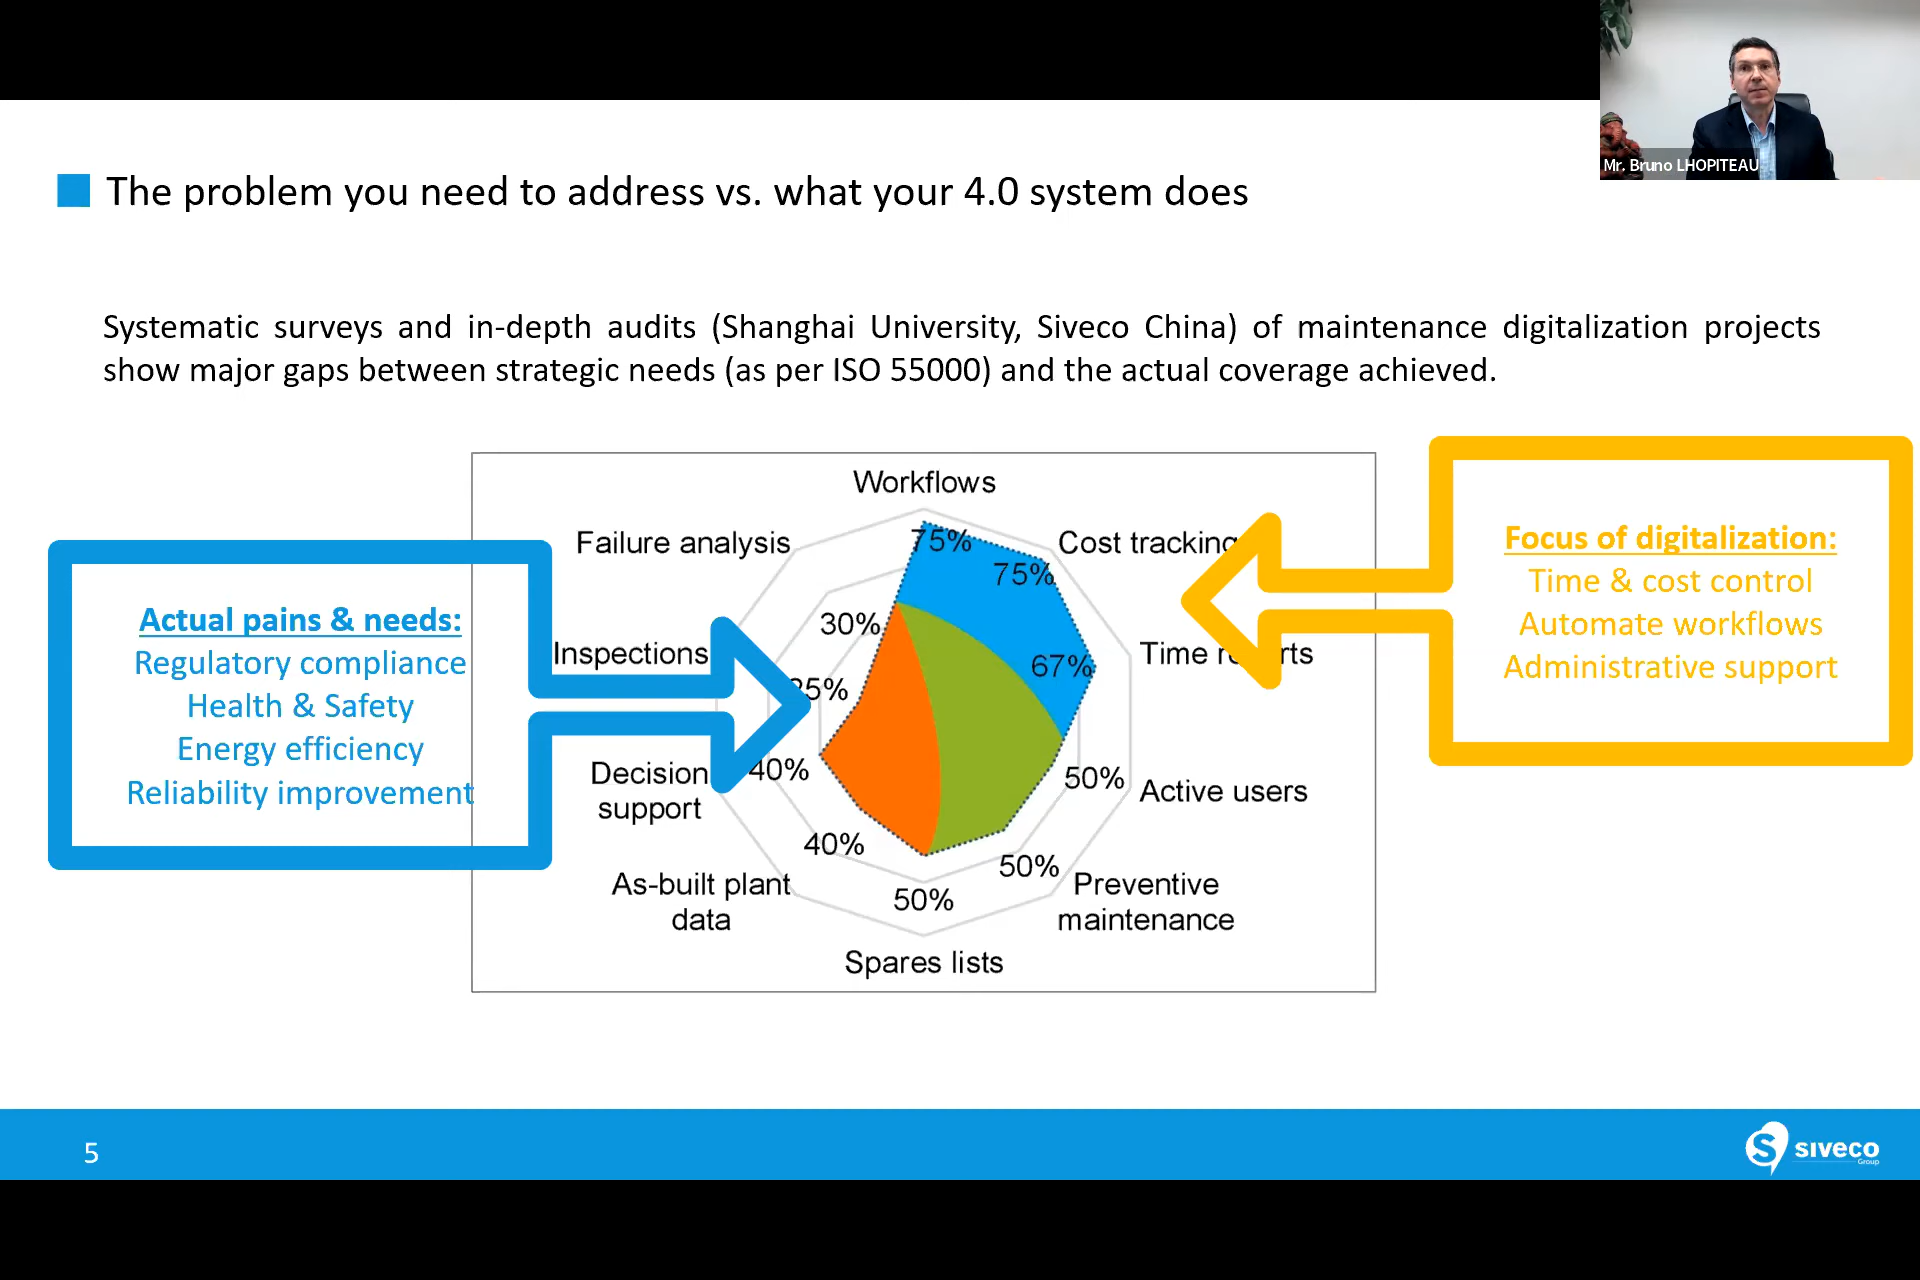 Mr. Bruno LHOPITEAU
The problem you need to address vs. what your 4.0 system does
Systematic surveys and in-depth audits (Shanghai University, Siveco China) of maintenance digitalization projects
show major gaps between strategic needs (as per ISO 55000) and the actual coverage achieved.
Workflows
75%
Cost tracking
75%
Time
67%
Active users
50%
Preventive
maintenance
50%
Spares lists
50%
As-built plant
data
40%
Decision
support
40%
Inspections
Failure analysis
30%
Actual pains & needs:
Regulatory compliance
Health & Safety
Energy efficiency
Reliability improvement
Focus of digitalization:
Time & cost control
Automate workflows
Administrative support
5
SIVECO
Group